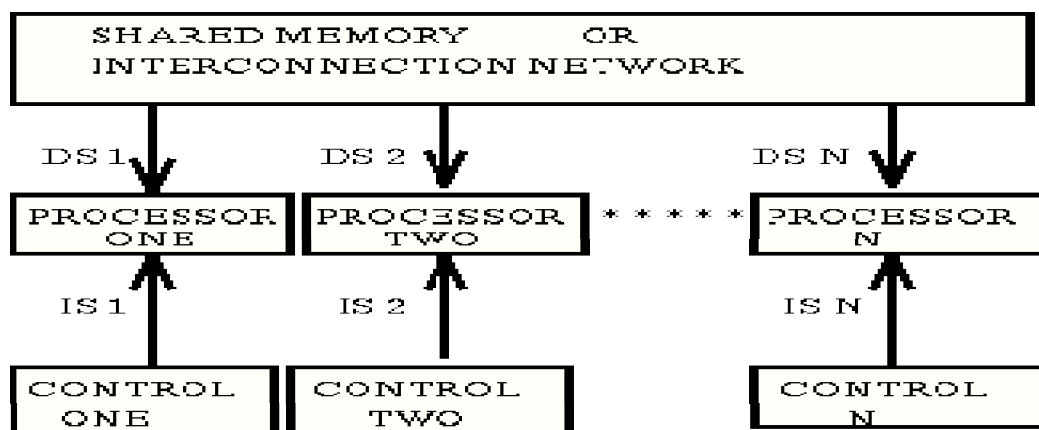 SHARED MEMORY OR
INTERCONNECTION NETWORK
DS 1 DS 2 DS N
PROCESSOR ONE
PROCESSOR TWO
* * * * *
PROCESSOR N
IS 1 IS 2 IS N
CONTROL ONE
CONTROL TWO
CONTROL N